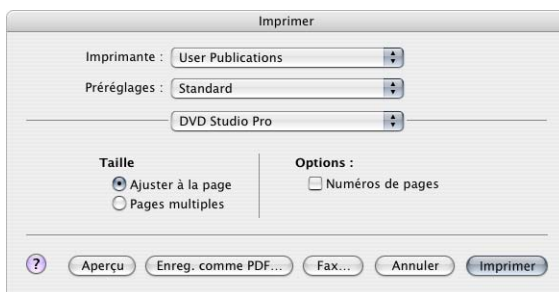 Imprimer
Imprimante : User Publications
Préréglages : Standard
DVD Studio Pro
Taille
Ajuster à la page
Pages multiples
Options :
Numéros de pages
? Aperçu Enreg. comme PDF... Fax... Annuler Imprimer